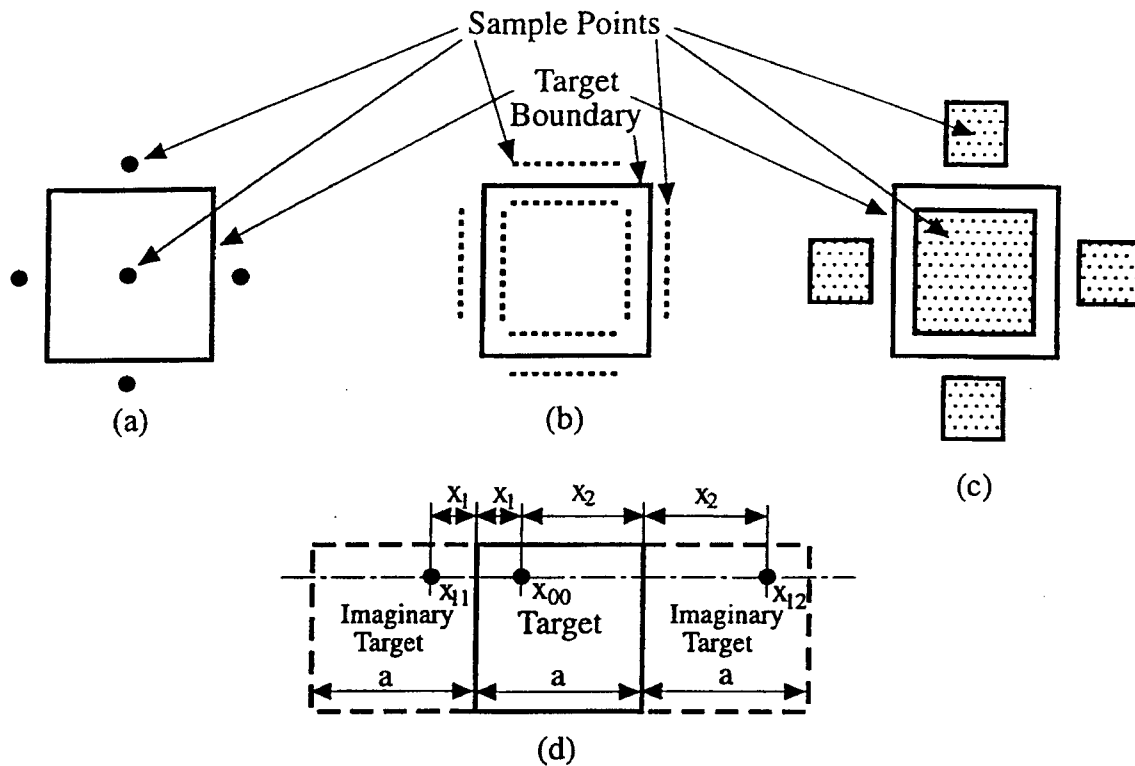 Sample Points
Target
Boundary
(a)
(b)
(c)
x1 x1 x2 x2
x11 x00 x12
Imaginary
Target
Target
Imaginary
Target
a a a
(d)